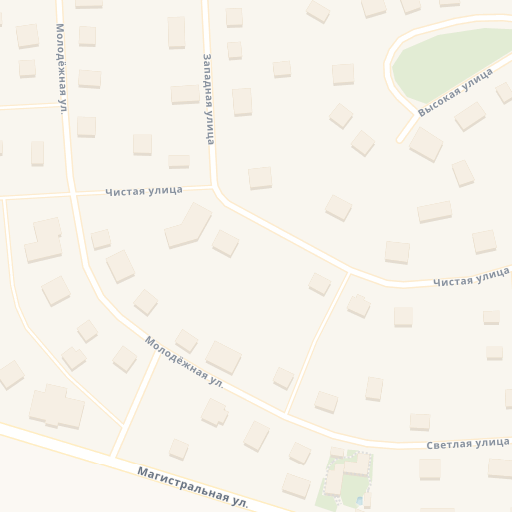 Молодёжная ул.
Западная улица
Высокая улица
Чистая улица
Чистая улица
Молодёжная ул.
Светлая улица
Магистральная ул.